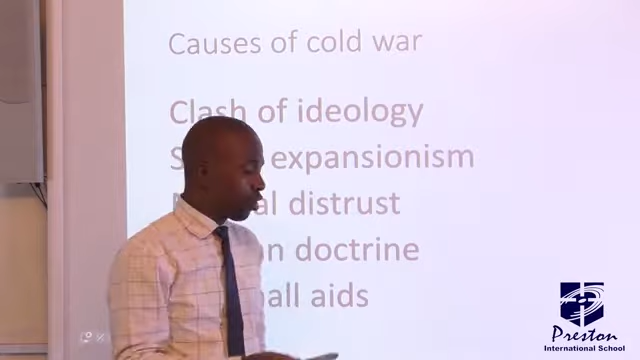 Causes of cold war
Clash of ideology
expansionism
distrust
doctrine
aids
Preston
International School